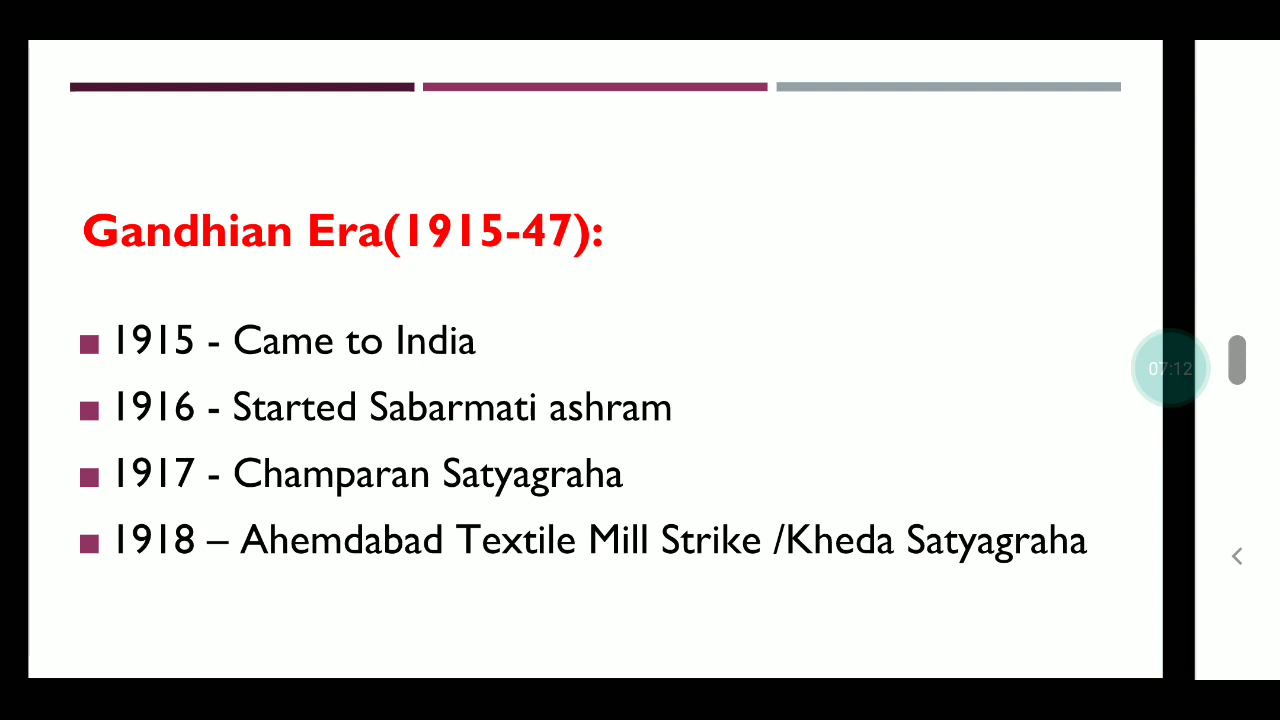 Gandhian Era(1915-47):
1915 - Came to India
1916 - Started Sabarmati ashram
07:12
1917 - Champaran Satyagraha
1918 – Ahemdabad Textile Mill Strike /Kheda Satyagraha